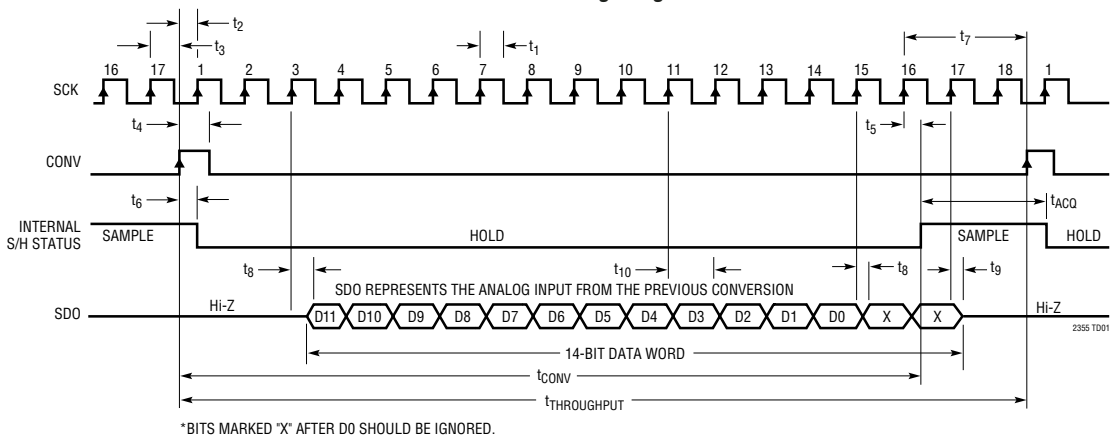 t2
t3
t1
t7
16 17 1 2 3 4 5 6 7 8 9 10 11 12 13 14 15 16 17 18 1
SCK
t4
t5
CONV
t6
tACQ
INTERNAL
S/H STATUS
SAMPLE HOLD SAMPLE HOLD
t8 t10 t8 t9
SDO REPRESENTS THE ANALOG INPUT FROM THE PREVIOUS CONVERSION
SDO Hi-Z D11 D10 D9 D8 D7 D6 D5 D4 D3 D2 D1 D0 X X Hi-Z
2355 TD01
14-BIT DATA WORD
tCONV
tTHROUGHPUT
*BITS MARKED "X" AFTER D0 SHOULD BE IGNORED.